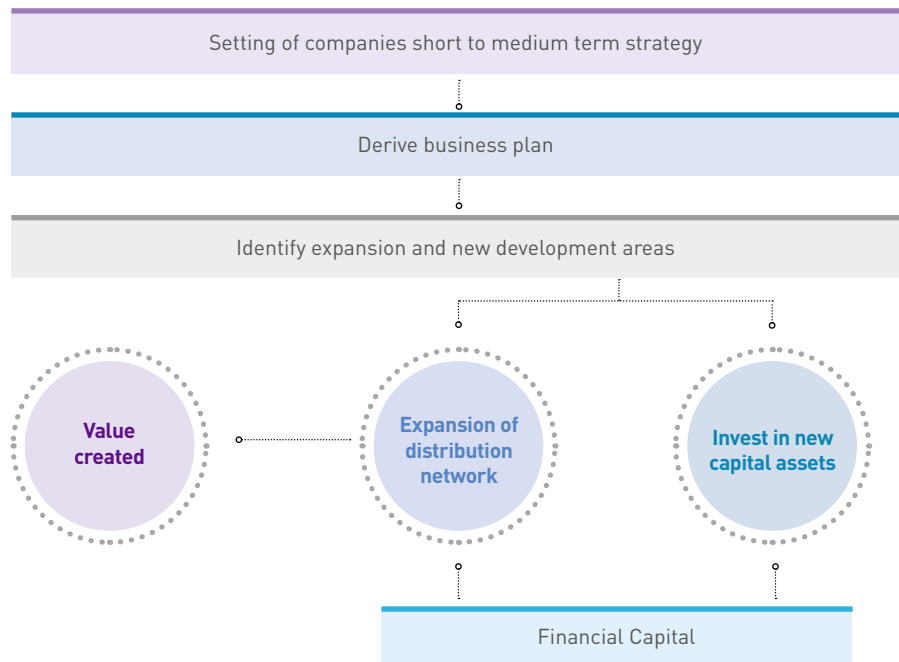 Setting of companies short to medium term strategy
Derive business plan
Identify expansion and new development areas
Value
created
Expansion of
distribution
network
Invest in new
capital assets
Financial Capital